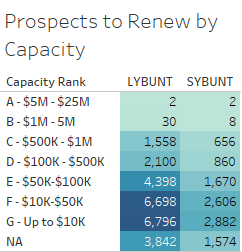 Prospects to Renew by
Capacity
Capacity Rank LYBUNT SYBUNT
A - $5M - $25M 2 2
B - $1M - 5M 30 8
C - $500K - $1M 1,558 656
D - $100K - $500K 2,100 860
E - $50K-$100K 4,398 1,670
F - $10K-$50K 6,698 2,606
G - Up to $10K 6,796 2,882
NA 3,842 1,574